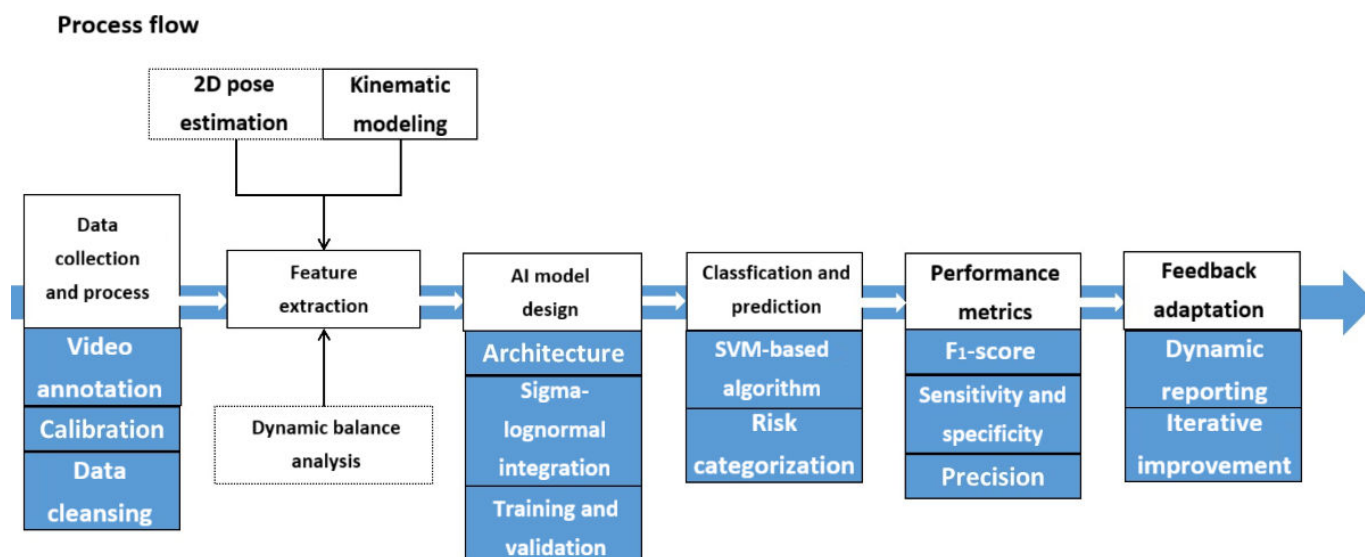 Process flow
2D pose
estimation
Kinematic
modeling
Data
collection
and process
Video
annotation
Calibration
Data
cleansing
Feature
extraction
Dynamic balance
analysis
AI model
design
Architecture
Sigma-
lognormal
integration
Training and
validation
Classfication and
prediction
SVM-based
algorithm
Risk
categorization
Performance
metrics
F₁-score
Sensitivity and
specificity
Precision
Feedback
adaptation
Dynamic
reporting
Iterative
improvement